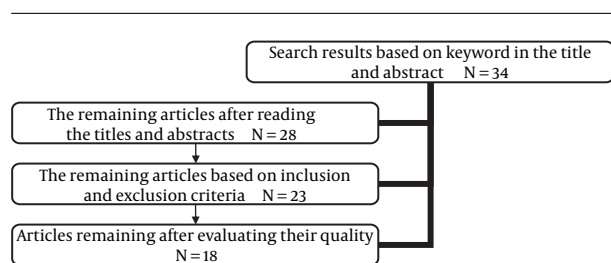 Search results based on keyword in the title
and abstract N = 34
The remaining articles after reading
the titles and abstracts N = 28
The remaining articles based on inclusion
and exclusion criteria N = 23
Articles remaining after evaluating their quality
N = 18